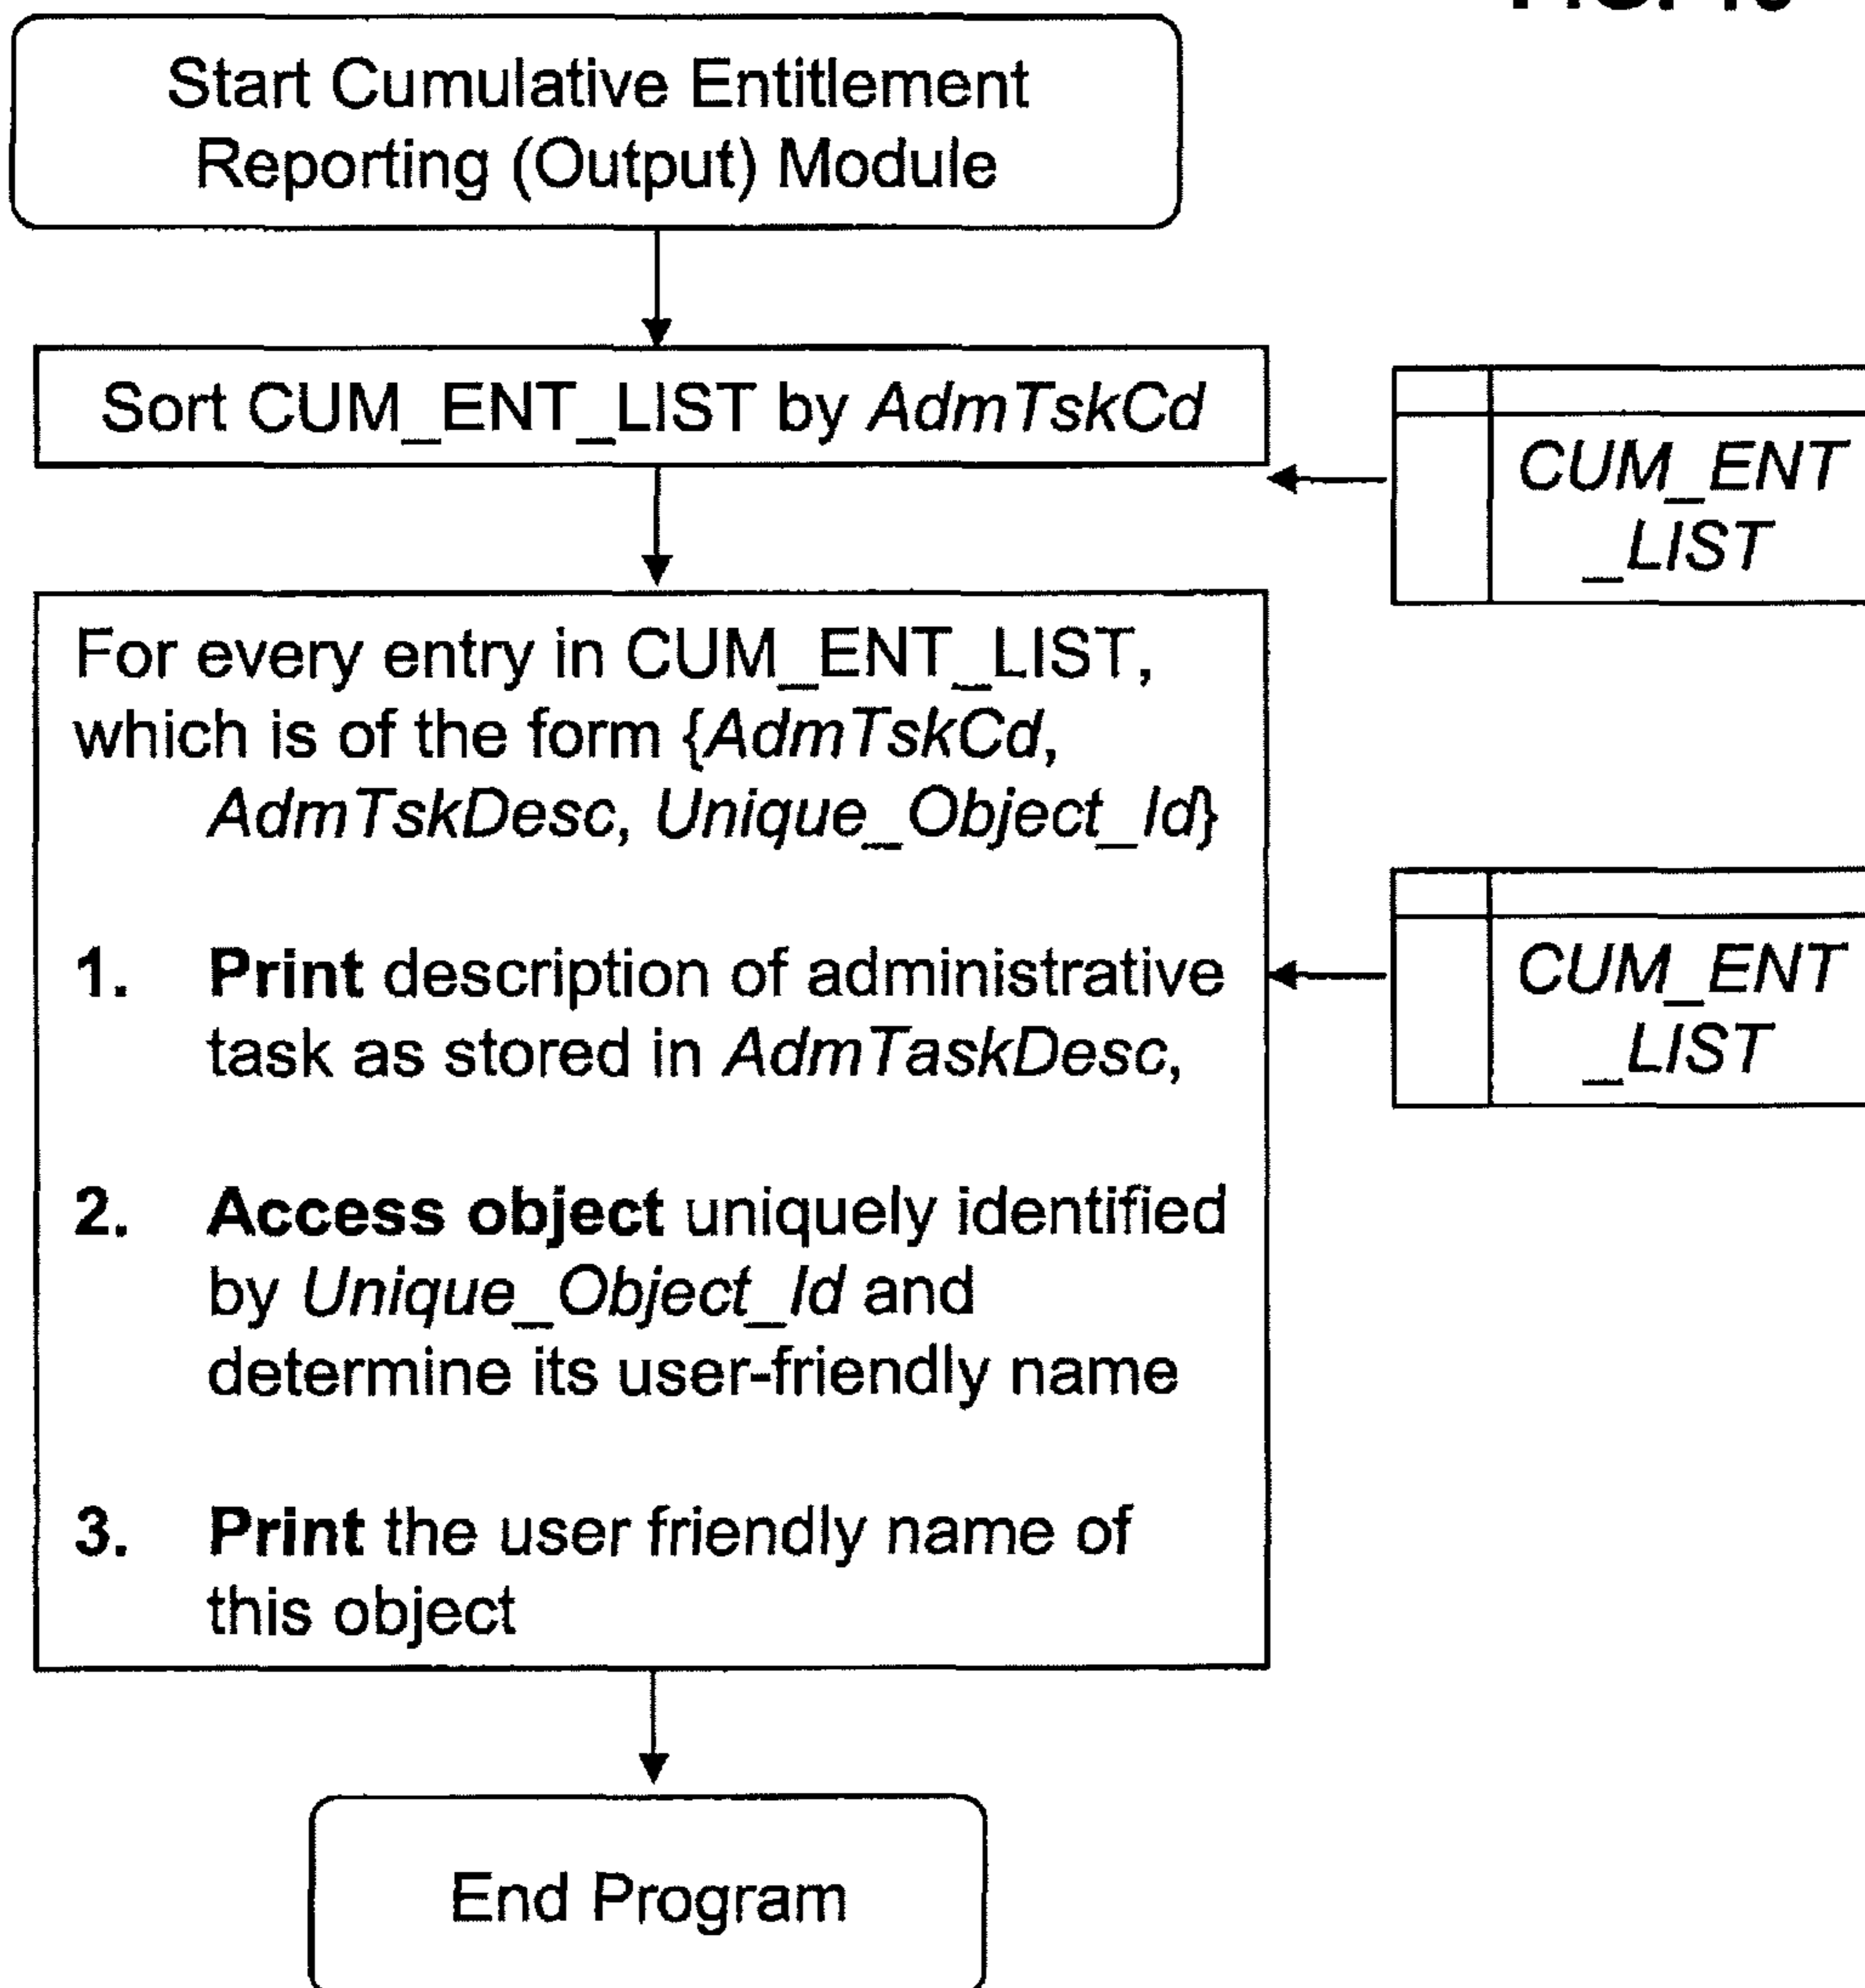 Start Cumulative Entitlement
Reporting (Output) Module
Sort CUM_ENT_LIST by AdmTskCd
CUM_ENT
_LIST
For every entry in CUM_ENT_LIST,
which is of the form {AdmTskCd,
AdmTskDesc, Unique_Object_Id}
1. Print description of administrative
task as stored in AdmTaskDesc,
CUM_ENT
_LIST
2. Access object uniquely identified
by Unique_Object_Id and
determine its user-friendly name
3. Print the user friendly name of
this object
End Program